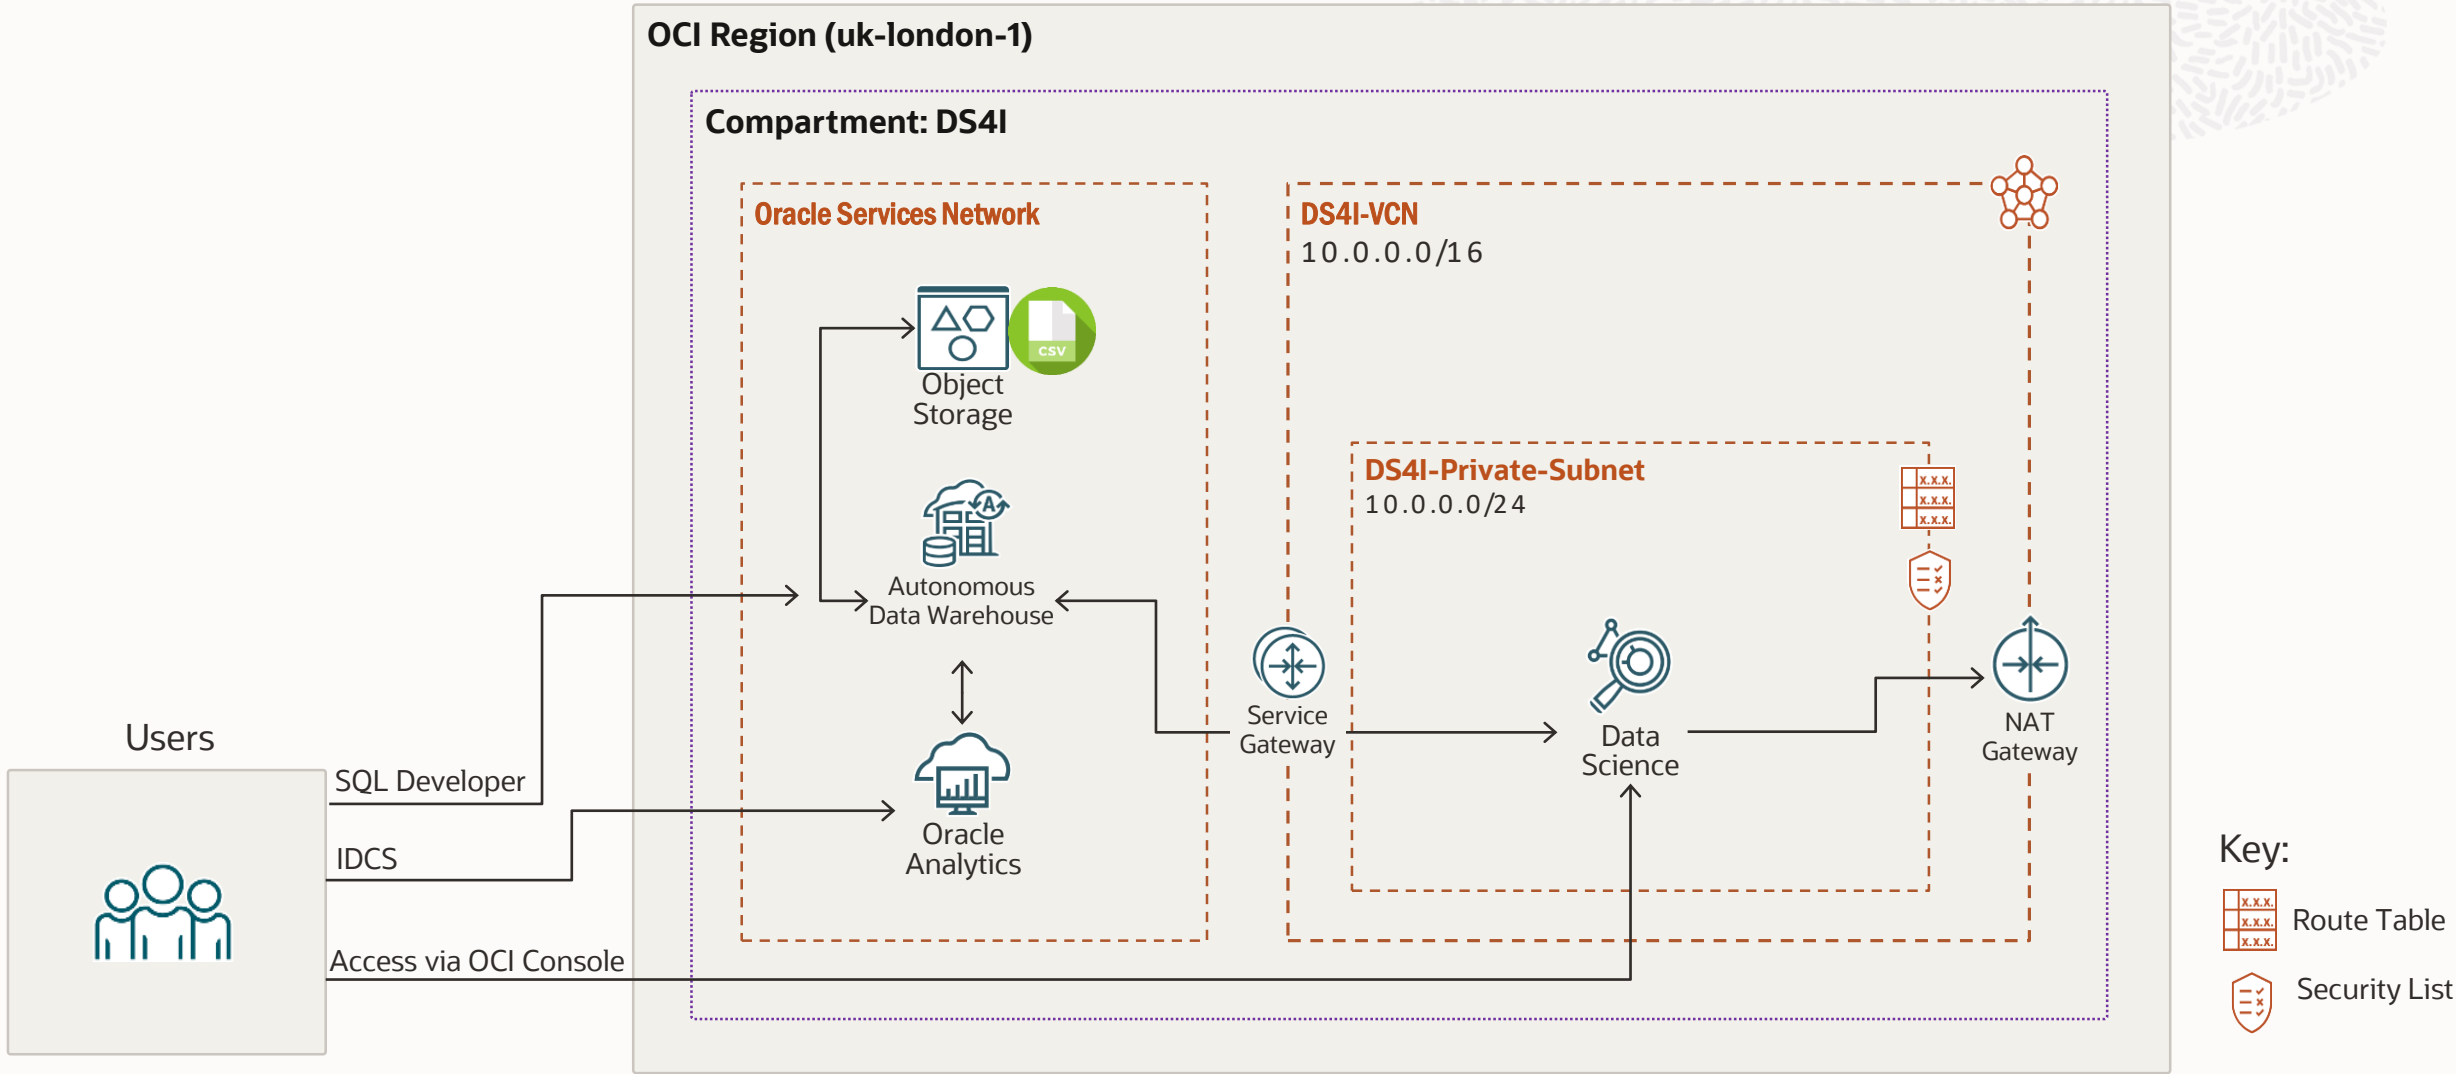 OCI Region (uk-london-1)
Compartment: DS4I
Oracle Services Network
CSV
Object
Storage
A
Autonomous
Data Warehouse
Oracle
Analytics
DS4I-VCN
10.0.0.0/16
DS4I-Private-Subnet
10.0.0.0/24
x.x.x.
x.x.x.
x.x.x.
Service
Gateway
Data
Science
NAT
Gateway
Users
SQL Developer
IDCS
Access via OCI Console
Key:
x.x.x.
x.x.x.
x.x.x.
Route Table
Security List